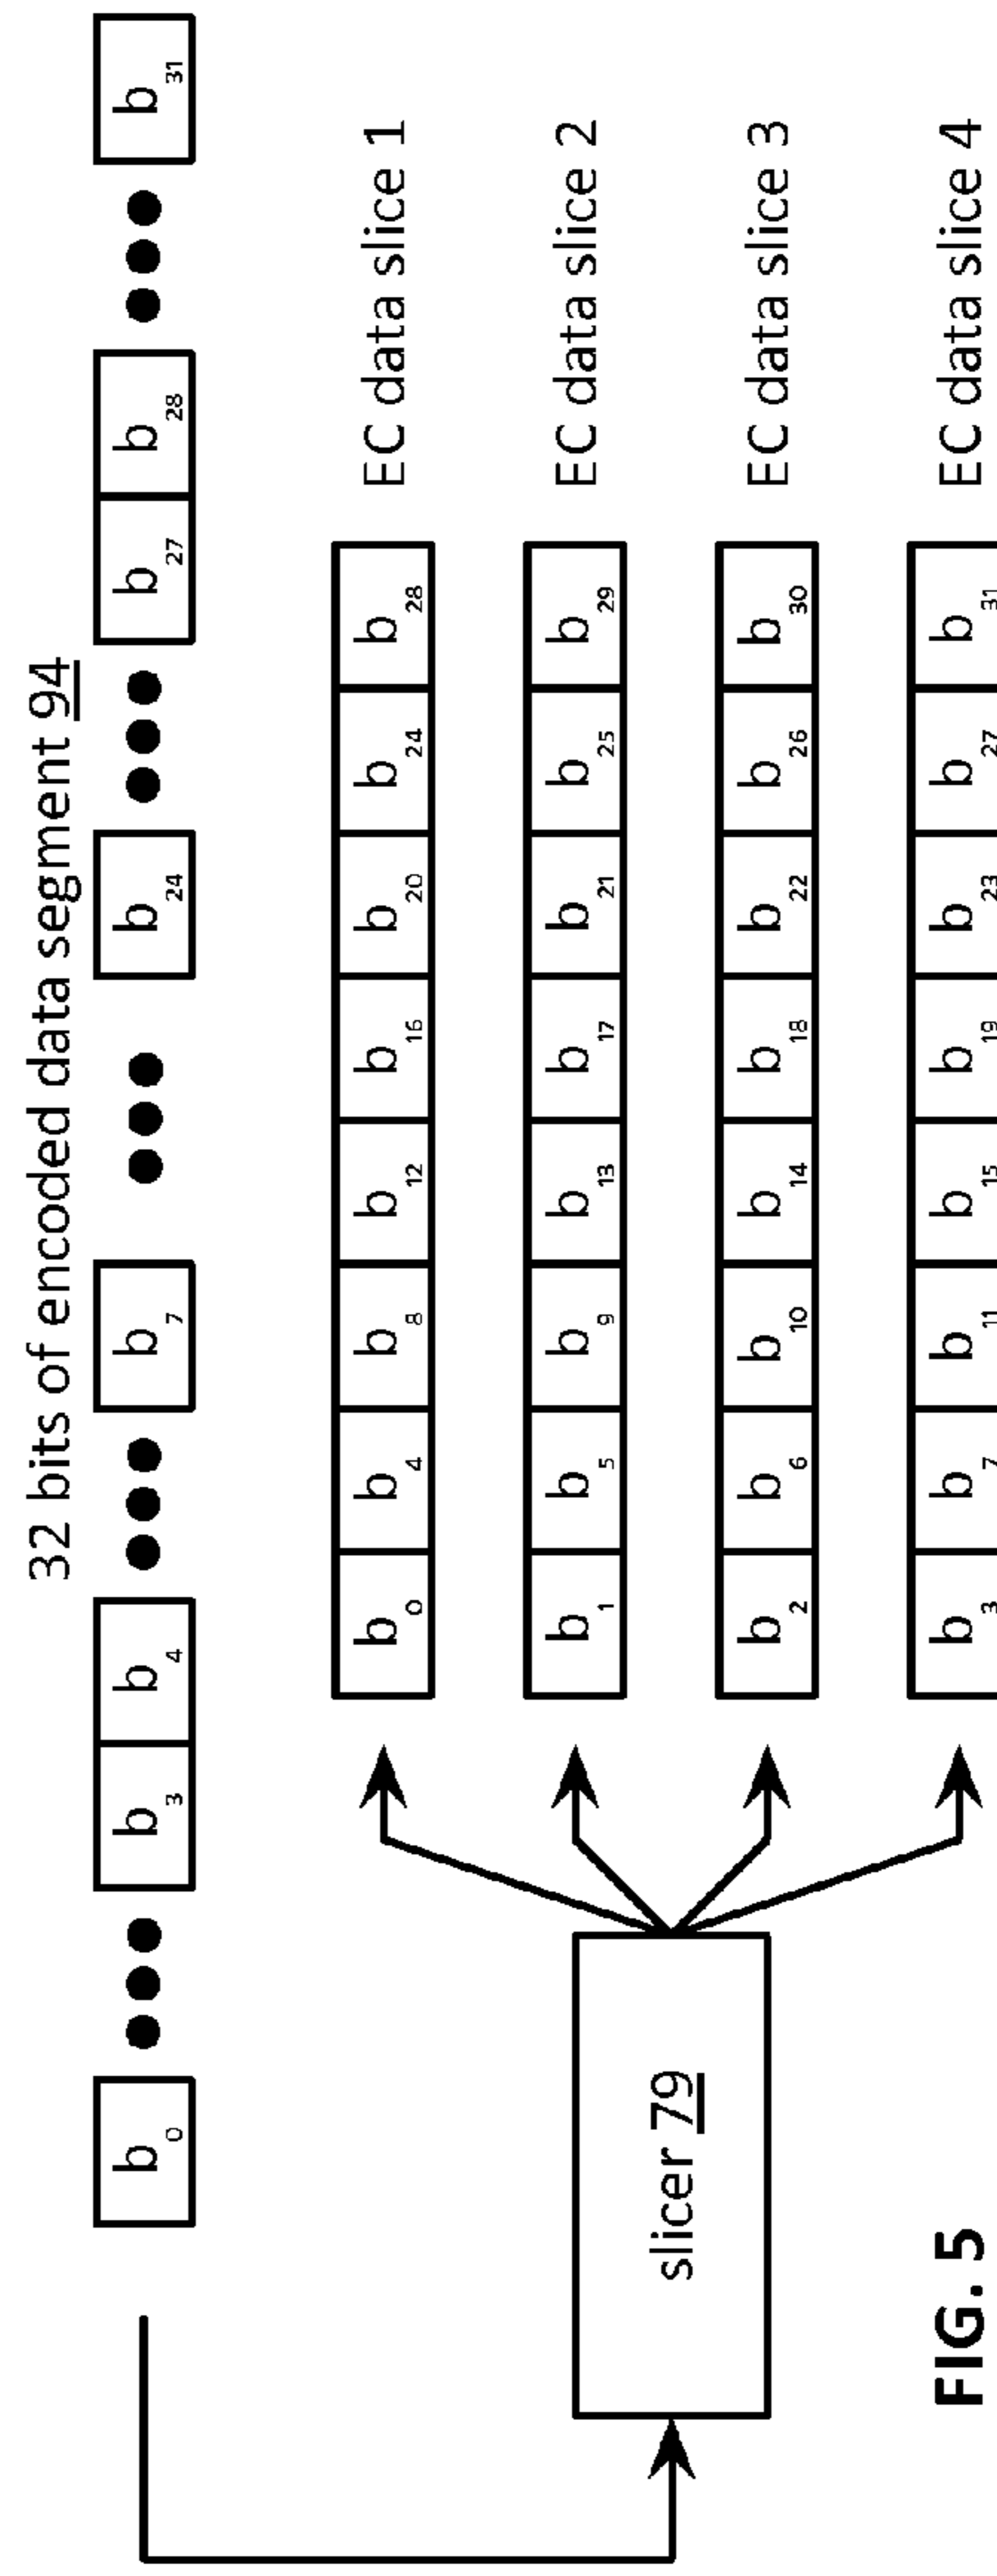 32 bits of encoded data segment 94
b0 ●●● b3 b4 ●●● b7 ●●● b24 ●●● b27 b28 ●●● b31
b0 b4 b8 b12 b16 b20 b24 b28 EC data slice 1
b1 b5 b9 b13 b17 b21 b25 b29 EC data slice 2
slicer 79
b2 b6 b10 b14 b18 b22 b26 b30 EC data slice 3
b3 b7 b11 b15 b19 b23 b27 b31 EC data slice 4
FIG. 5